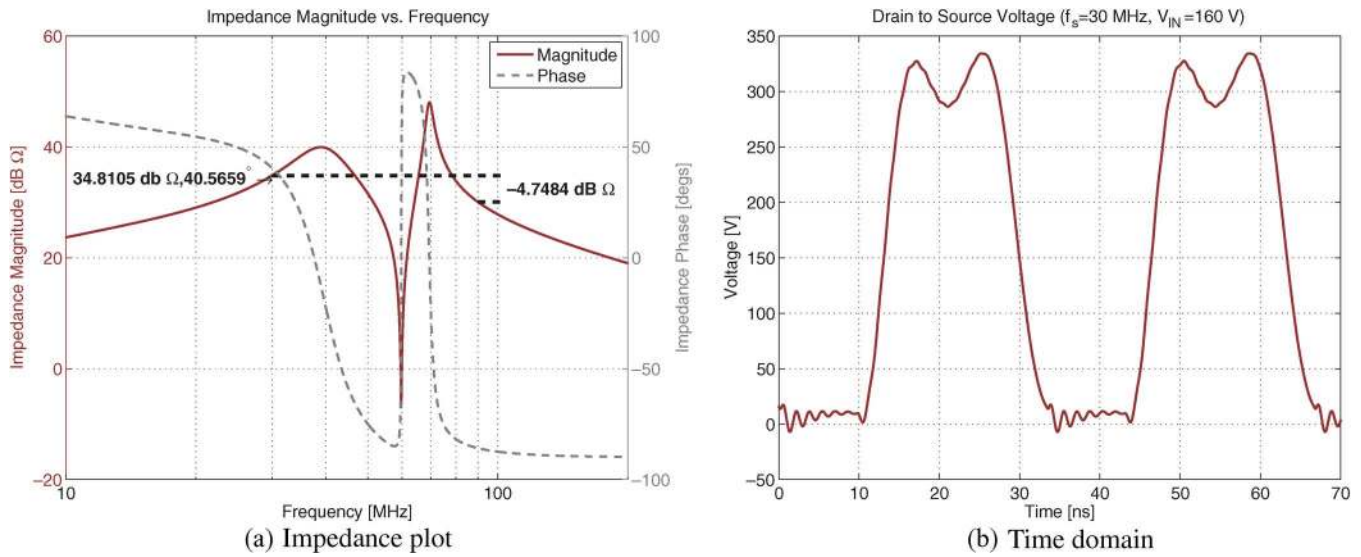 Impedance Magnitude vs. Frequency
60
40
20
0
−20
Impedance Magnitude [dB Ω]
100
50
0
−50
−100
Impedance Phase [degs]
Magnitude
Phase
34.8105 db Ω,40.5659°
−4.7484 dB Ω
10
100
Frequency [MHz]
(a) Impedance plot
Drain to Source Voltage (f_s=30 MHz, V_IN=160 V)
350
300
250
200
150
100
50
0
−50
Voltage [V]
0
10
20
30
40
50
60
70
Time [ns]
(b) Time domain